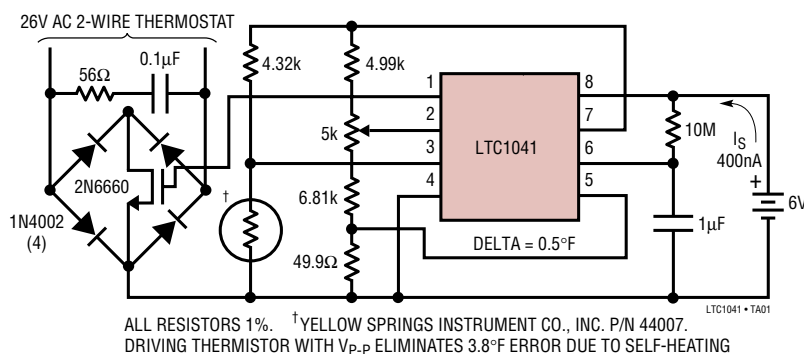 26V AC 2-WIRE THERMOSTAT
56Ω
0.1µF
4.32k
4.99k
5k
6.81k
49.9Ω
2N6660
1N4002
(4)
†
1
2
3
4
LTC1041
8
7
6
5
DELTA = 0.5°F
10M
IS
400nA
+
6V
1µF
LTC1041 • TA01
ALL RESISTORS 1%. †YELLOW SPRINGS INSTRUMENT CO., INC. P/N 44007.
DRIVING THERMISTOR WITH VP-P ELIMINATES 3.8°F ERROR DUE TO SELF-HEATING